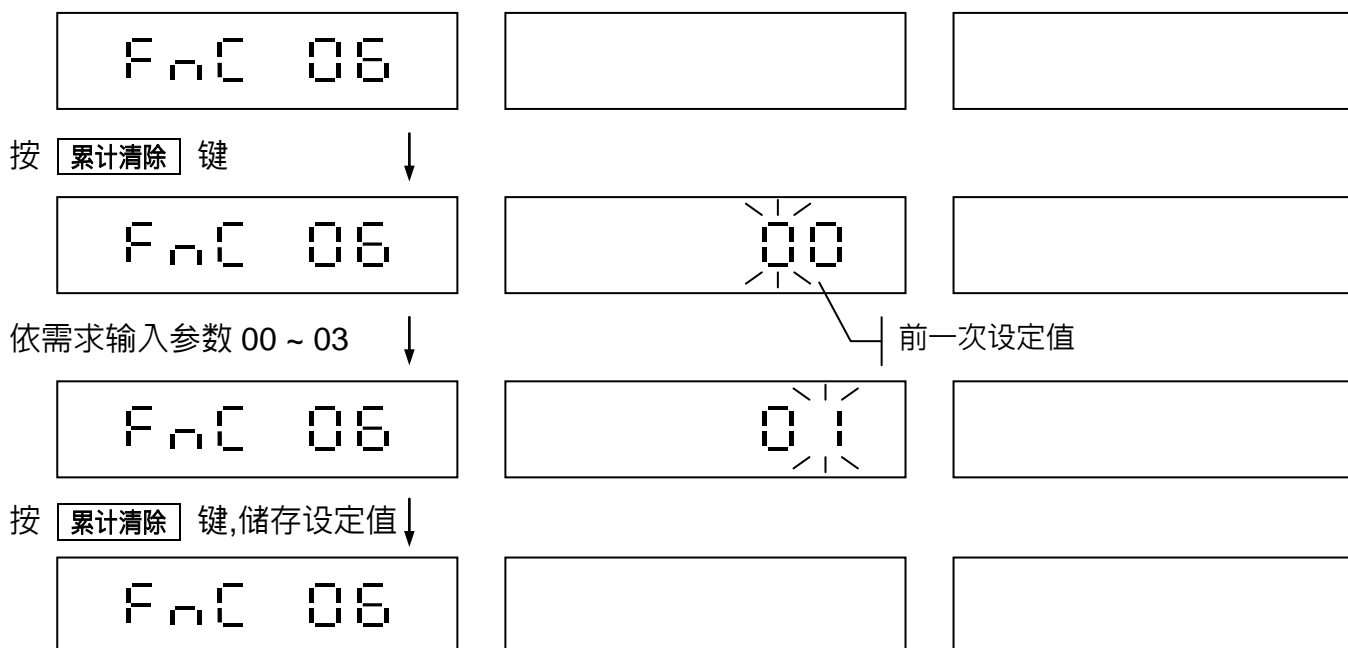 FnC 06
按 累计清除 键
FnC 06 00
依需求输入参数 00 ~ 03
前一次设定值
FnC 06 01
按 累计清除 键,储存设定值
FnC 06